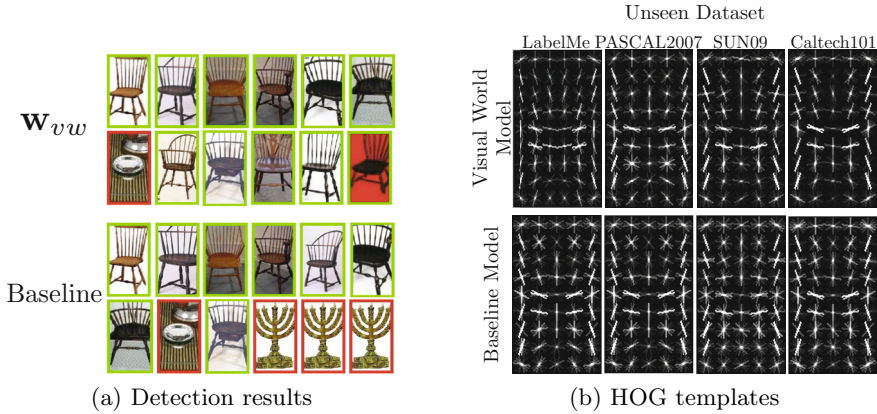 Unseen Dataset
LabelMe PASCAL2007 SUN09 Caltech101
w_vw
Baseline
Visual World
Model
Baseline Model
(a) Detection results
(b) HOG templates